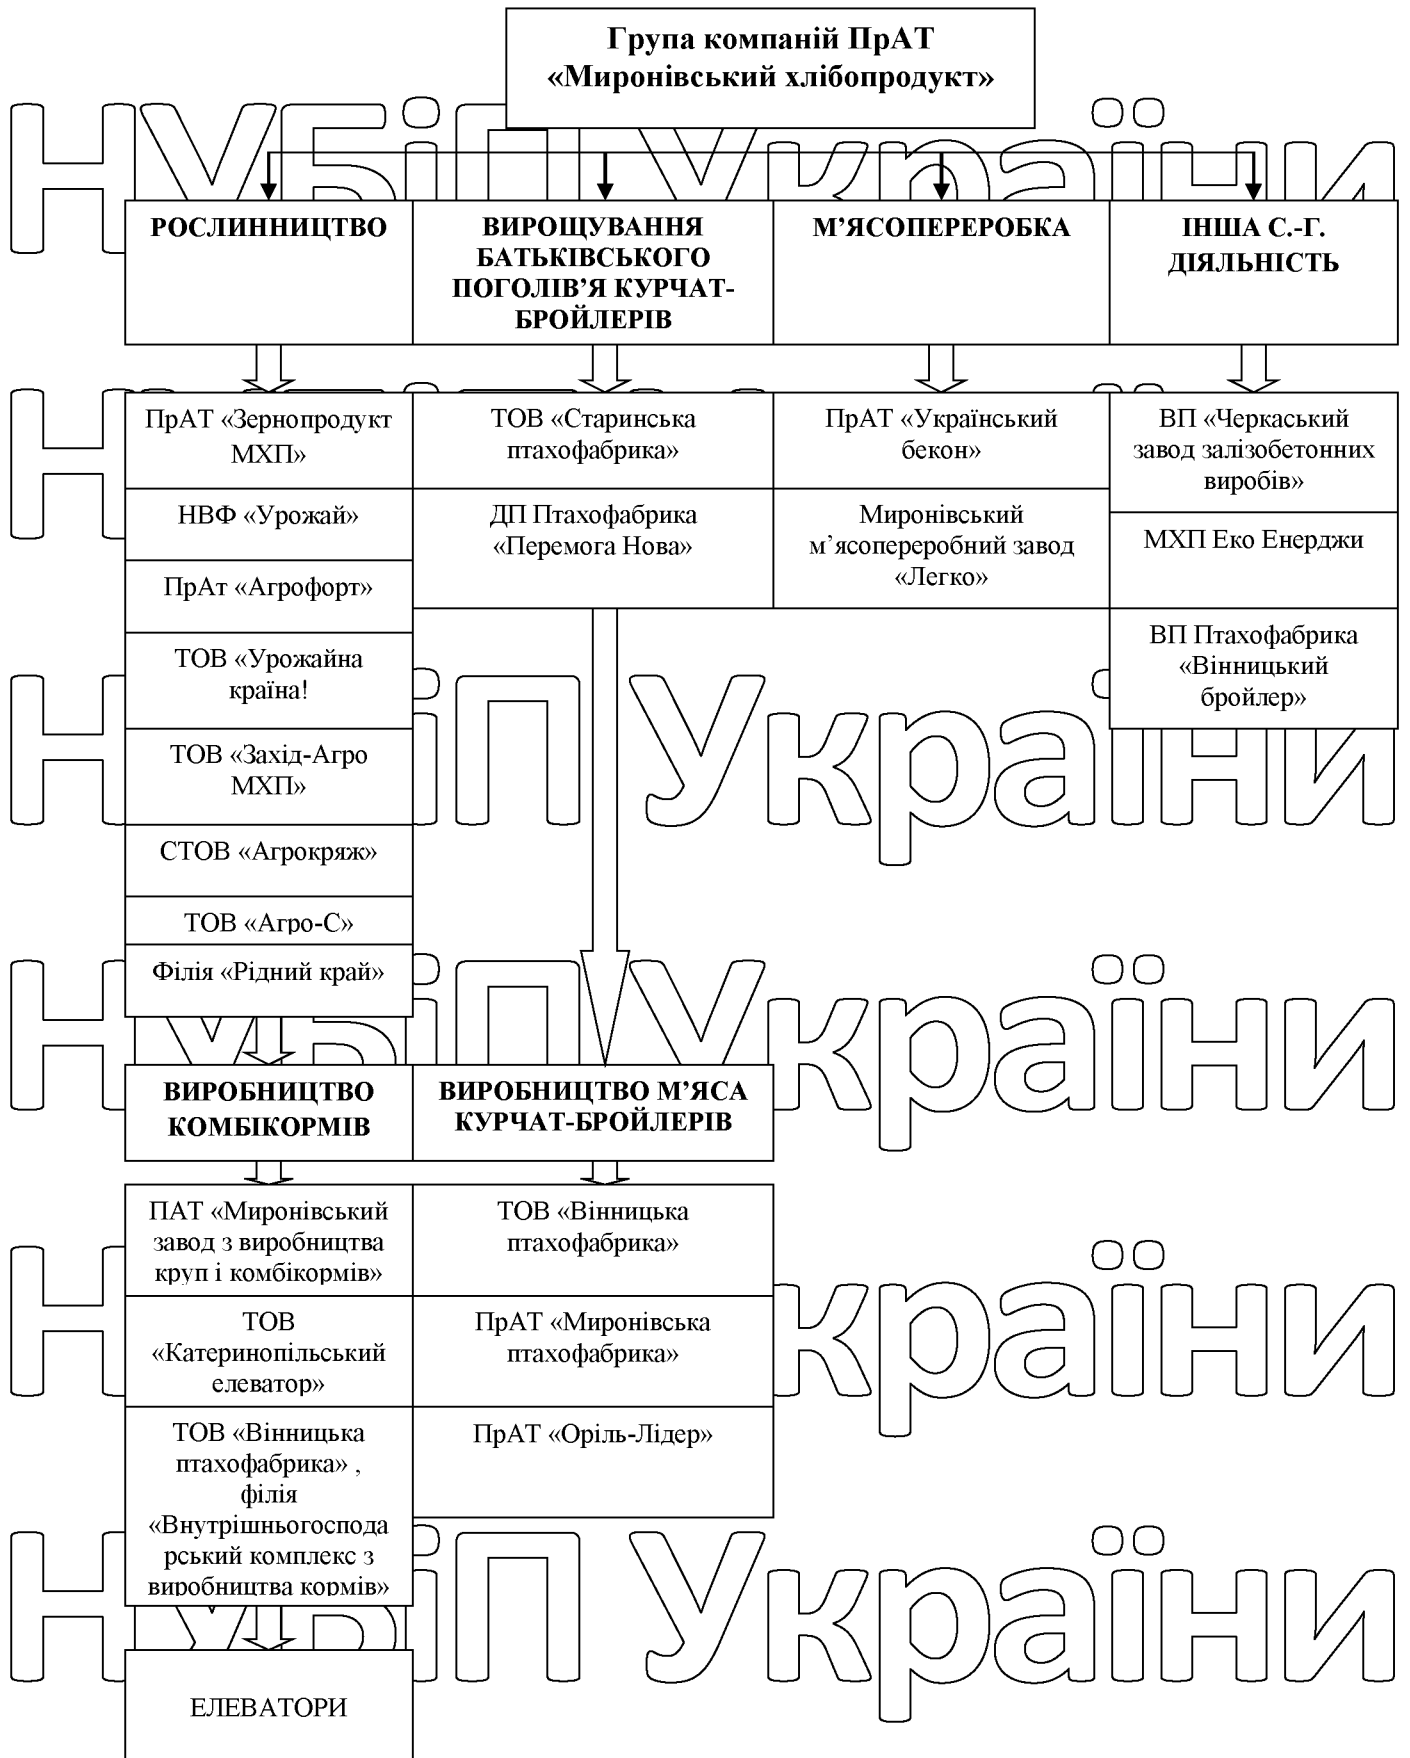 Група компаній ПрАТ
«Миронівський хлібопродукт»
НУБіП України
РОСЛИННИЦТВО
ВИРОЩУВАННЯ
БАТЬКІВСЬКОГО
ПОГОЛІВ’Я КУРЧАТ-
БРОЙЛЕРІВ
М’ЯСОПЕРЕРОБКА
ІНША С.-Г.
ДІЯЛЬНІСТЬ
НУБіП України
ПрАТ «Зернопродукт
МХП»
НВФ «Урожай»
ПрАт «Агрофорт»
ТОВ «Урожайна
країна!
ТОВ «Захід-Агро
МХП»
СТОВ «Агрокряж»
ТОВ «Агро-С»
Філія «Рідний край»
ТОВ «Старинська
птахофабрика»
ДП Птахофабрика
«Перемога Нова»
ПрАТ «Український
бекон»
Миронівський
м’ясопереробний завод
«Легко»
ВП «Черкаський
завод залізобетонних
виробів»
МХП Еко Енерджи
ВП Птахофабрика
«Вінницький
бройлер»
НУБіП України
НУБіП України
ВИРОБНИЦТВО
КОМБІКОРМІВ
ВИРОБНИЦТВО М’ЯСА
КУРЧАТ-БРОЙЛЕРІВ
ПАТ «Миронівський
завод з виробництва
круп і комбікормів»
ТОВ
«Катеринопільський
елеватор»
ТОВ «Вінницька
птахофабрика» ,
філія
«Внутрішньогоспода
рський комплекс з
виробництва кормів»
ТОВ «Вінницька
птахофабрика»
ПрАТ «Миронівська
птахофабрика»
ПрАТ «Оріль-Лідер»
НУБіП України
НУБіП України
ЕЛЕВАТОРИ